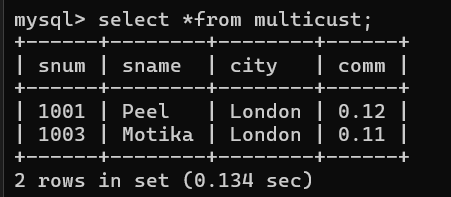 mysql> select *from multicust;
+------+--------+--------+------+
| snum | sname  | city   | comm |
+------+--------+--------+------+
| 1001 | Peel   | London | 0.12 |
| 1003 | Motika | London | 0.11 |
+------+--------+--------+------+
2 rows in set (0.134 sec)